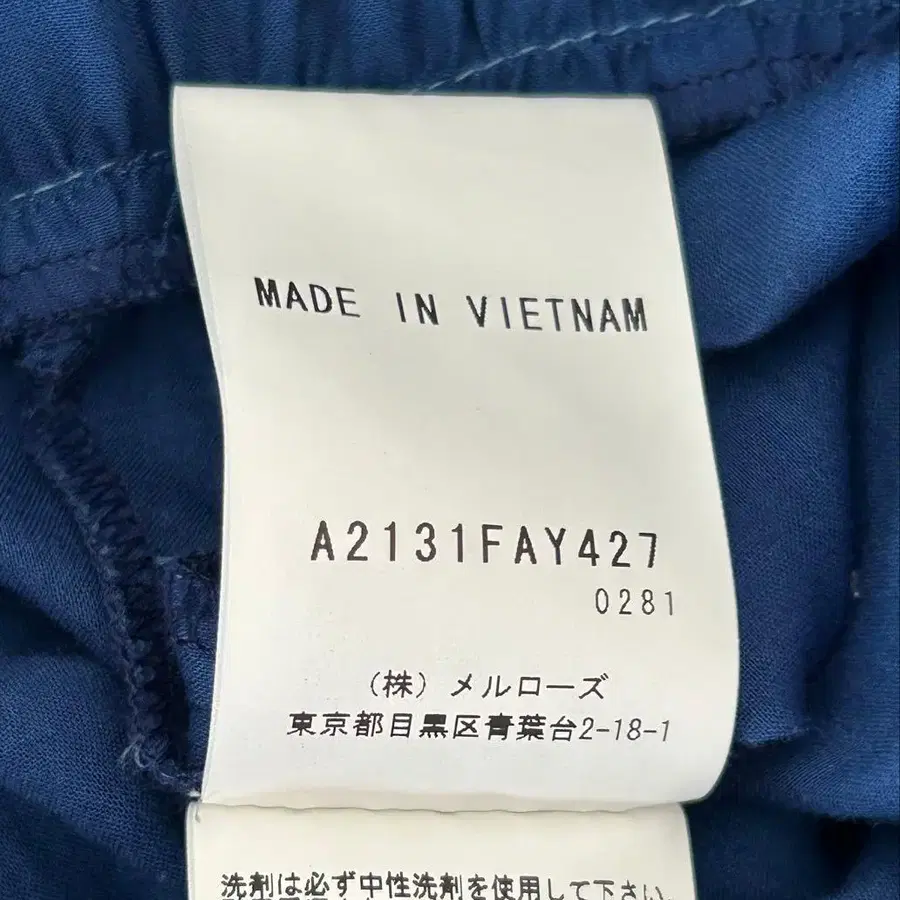 MADE IN VIETNAM
A2131FAY427
0281
（株）メルローズ
東京都目黒区青葉台2-18-1
洗剤は必ず中性洗剤を使用して下さい。